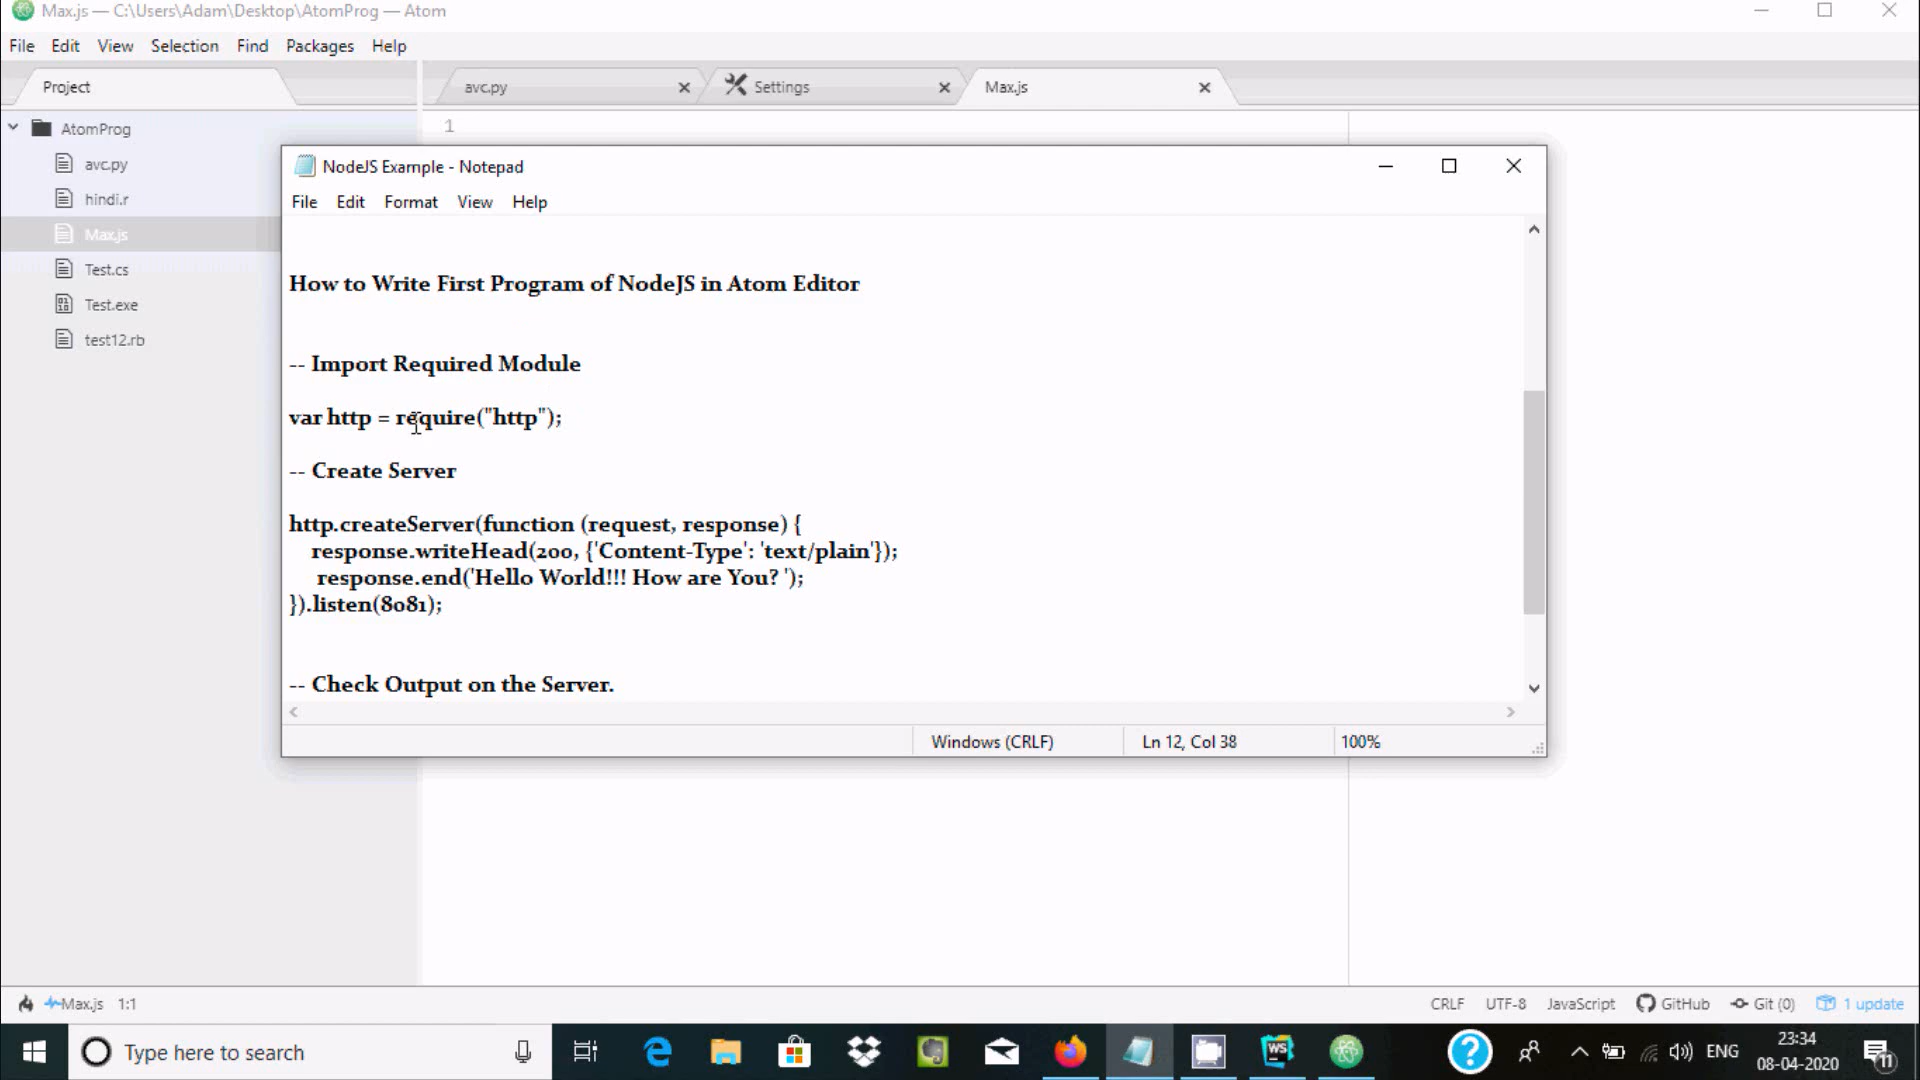 Max.js — C:\Users\Adam\Desktop\AtomProg — Atom
File Edit View Selection Find Packages Help
Project
avc.py
Settings
Max.js
AtomProg
avc.py
hindi.r
Max.js
Test.cs
Test.exe
test12.rb
1
NodeJS Example - Notepad
File Edit Format View Help
How to Write First Program of NodeJS in Atom Editor
-- Import Required Module
var http = require("http");
-- Create Server
http.createServer(function (request, response) {
response.writeHead(200, {'Content-Type': 'text/plain'});
response.end('Hello World!!! How are You? ');
}).listen(8081);
-- Check Output on the Server.
Windows (CRLF) Ln 12, Col 38 100%
Max.js 1:1 CRLF UTF-8 JavaScript GitHub Git (0) 1 update
Type here to search
WS
ENG
23:34
08-04-2020
11